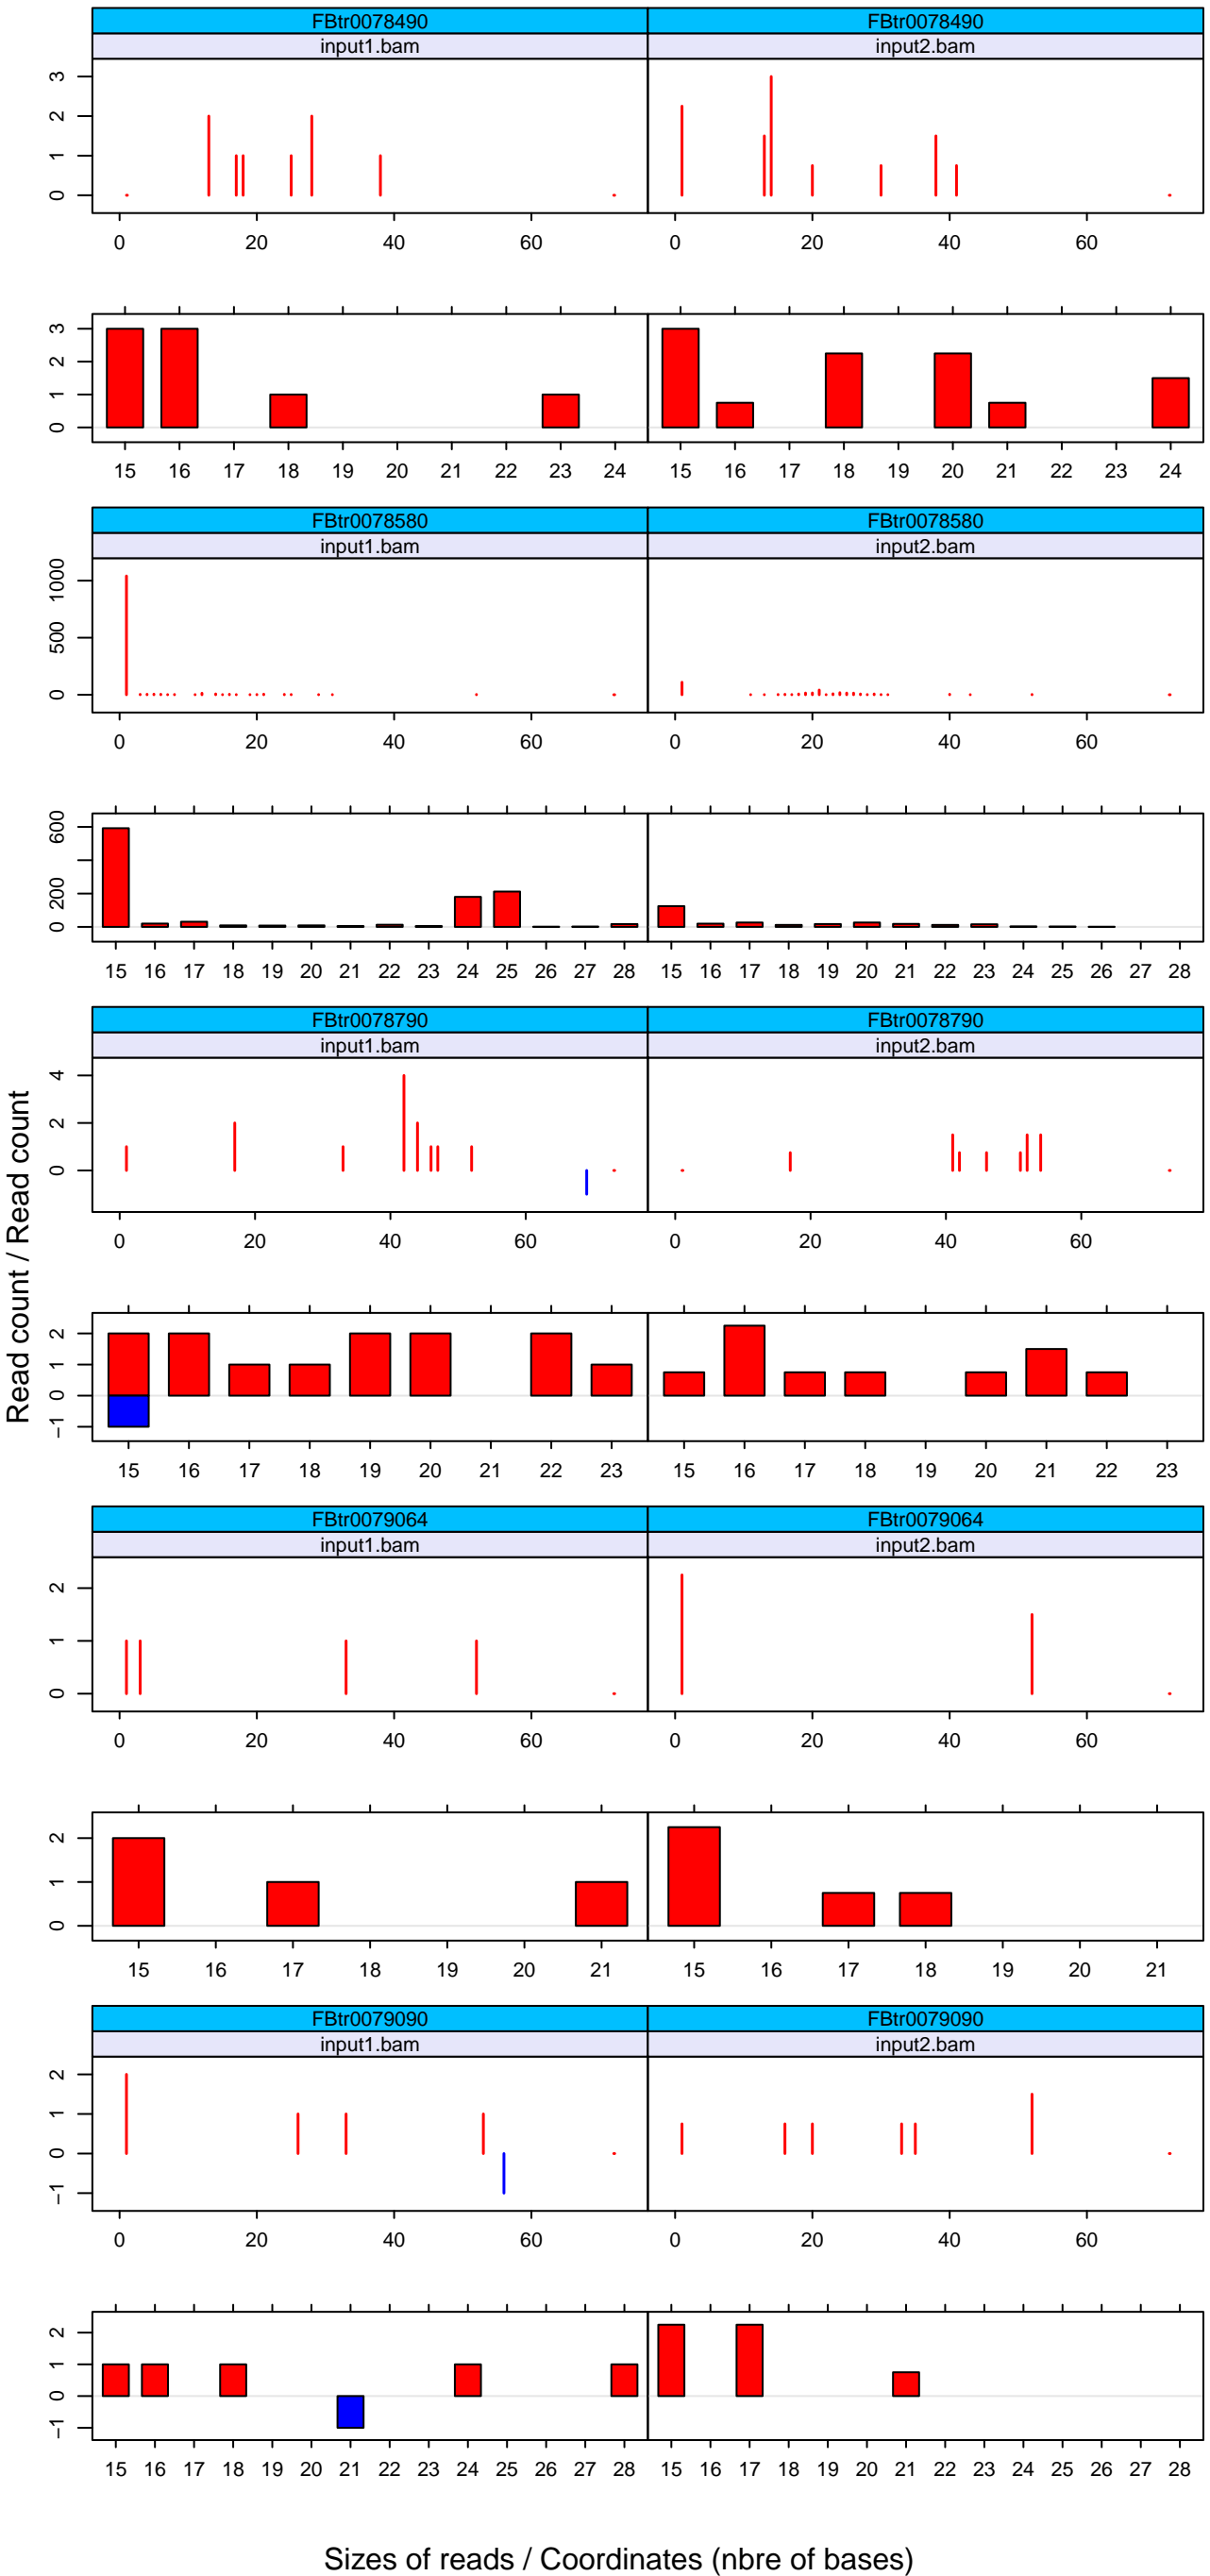 FBtr0078490 FBtr0078490
input1.bam input2.bam
3
2
1
0
0 20 40 60 0 20 40 60
3
2
1
0
15 16 17 18 19 20 21 22 23 24 15 16 17 18 19 20 21 22 23 24
FBtr0078580 FBtr0078580
input1.bam input2.bam
1000
500
0
0 20 40 60 0 20 40 60
600
200
0
15 16 17 18 19 20 21 22 23 24 25 26 27 28 15 16 17 18 19 20 21 22 23 24 25 26 27 28
FBtr0078790 FBtr0078790
input1.bam input2.bam
4
2
0
0 20 40 60 0 20 40 60
2
1
0
−1
15 16 17 18 19 20 21 22 23 15 16 17 18 19 20 21 22 23
FBtr0079064 FBtr0079064
input1.bam input2.bam
2
1
0
0 20 40 60 0 20 40 60
2
1
0
15 16 17 18 19 20 21 15 16 17 18 19 20 21
FBtr0079090 FBtr0079090
input1.bam input2.bam
2
1
0
−1
0 20 40 60 0 20 40 60
2
1
0
−1
15 16 17 18 19 20 21 22 23 24 25 26 27 28 15 16 17 18 19 20 21 22 23 24 25 26 27 28
Read count / Read count
Sizes of reads / Coordinates (nbre of bases)